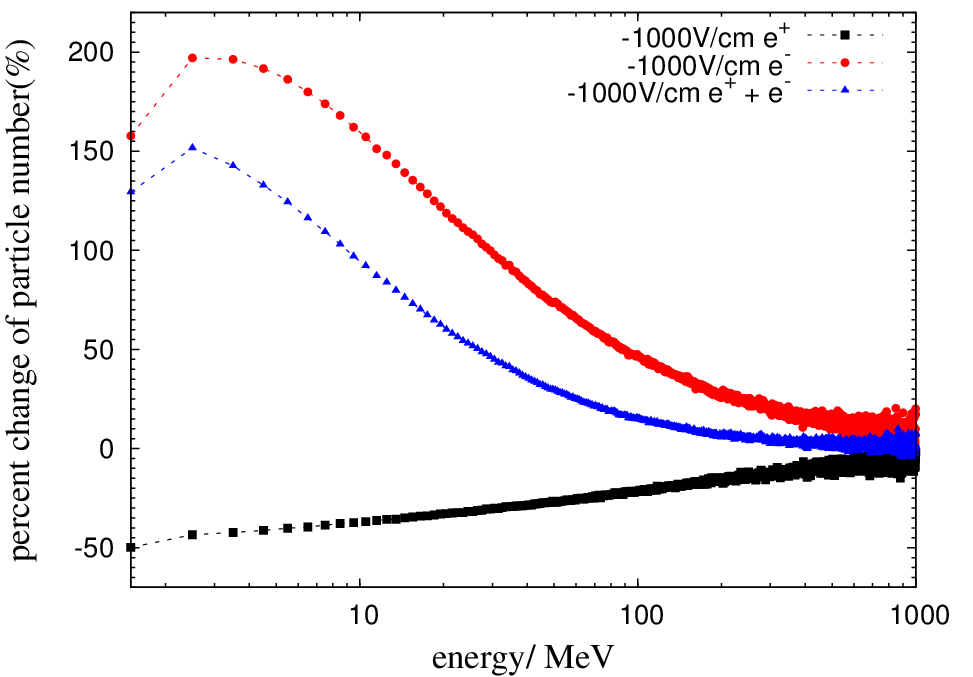 -1000V/cm e⁺
-1000V/cm e⁻
-1000V/cm e⁺ + e⁻
200
150
100
50
0
-50
percent change of particle number(%)
10
100
1000
energy/ MeV